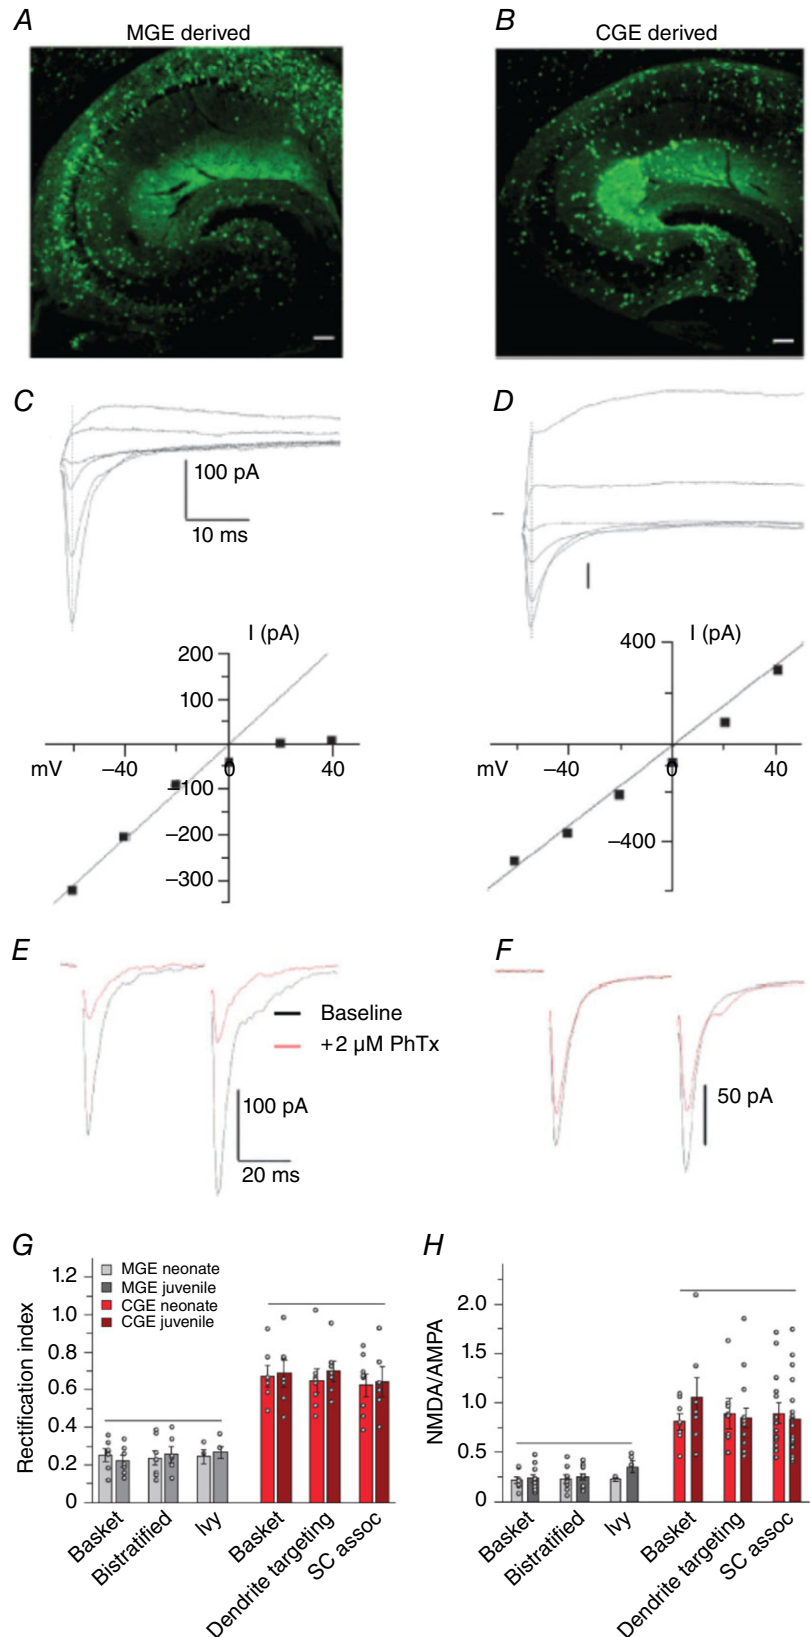 A
MGE derived
B
CGE derived
C
100 pA
10 ms
D
I (pA)
200
100
mV
−40
0
40
−100
−200
−300
400
I (pA)
mV
−40
0
40
−400
E
Baseline
+2 µM PhTx
100 pA
20 ms
F
50 pA
G
MGE neonate
MGE juvenile
CGE neonate
CGE juvenile
Rectification index
1.2
1.0
0.8
0.6
0.4
0.2
0
Basket
Bistratified
Ivy
Basket
Dendrite targeting
SC assoc
H
NMDA/AMPA
2.0
1.5
1.0
0.5
0
Basket
Bistratified
Ivy
Basket
Dendrite targeting
SC assoc